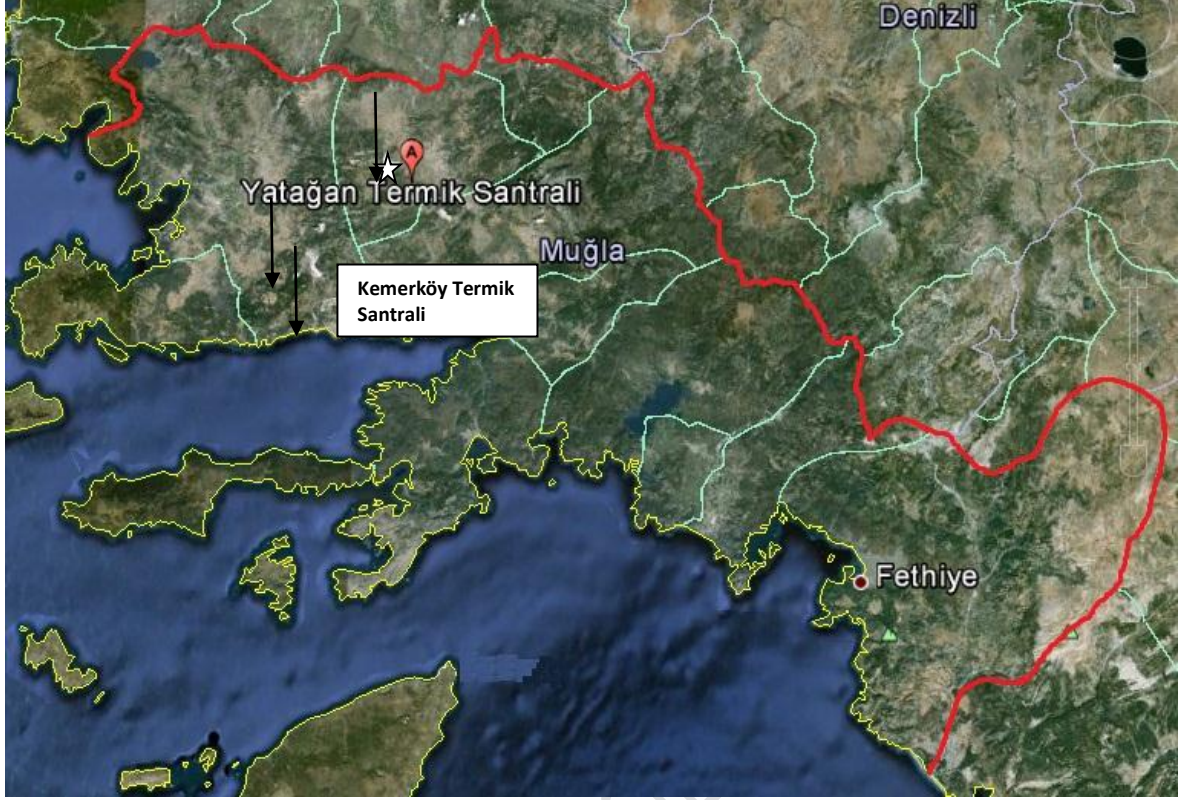 Denizli
A
Yatağan Termik Santrali
Muğla
Kemerköy Termik
Santrali
Fethiye